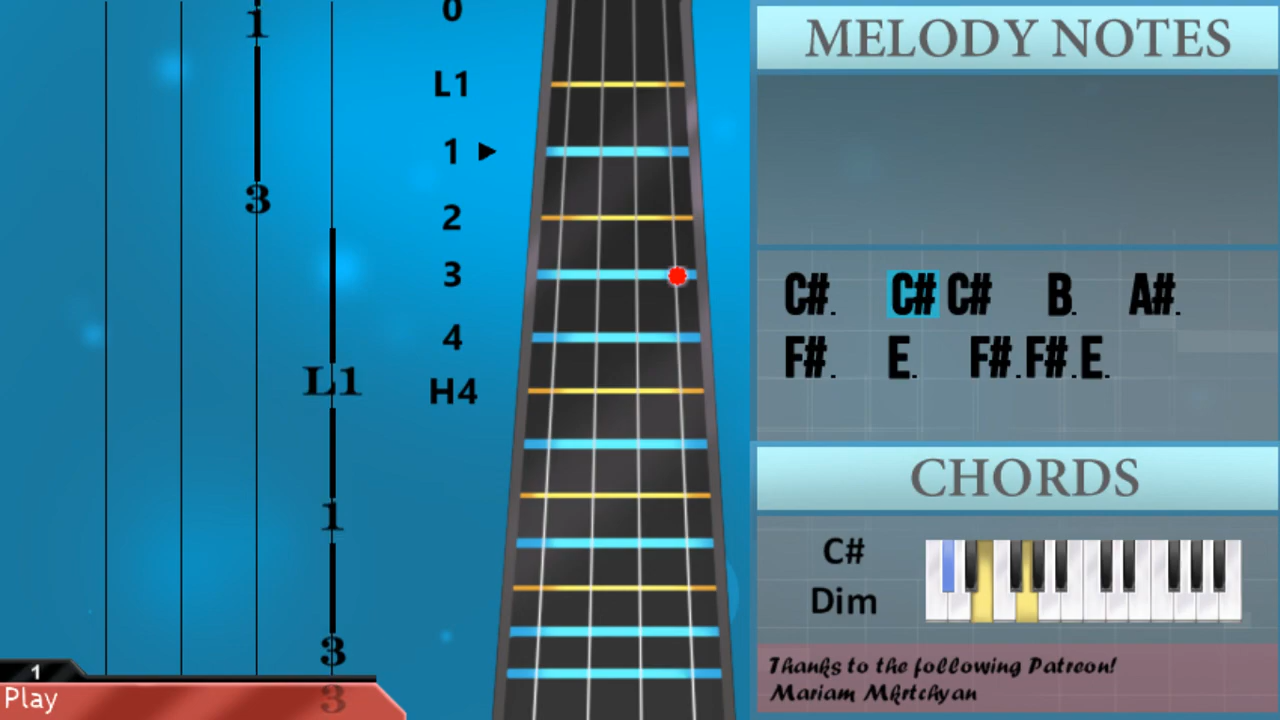 1
3
L1
1
3
3
1
Play
0
L1
1
2
3
4
H4
MELODY NOTES
C#. C# C# B. A#.
F#. E. F#.F#.E.
CHORDS
C#
Dim
Thanks to the following Patreon!
Mariam Mkrtchyan